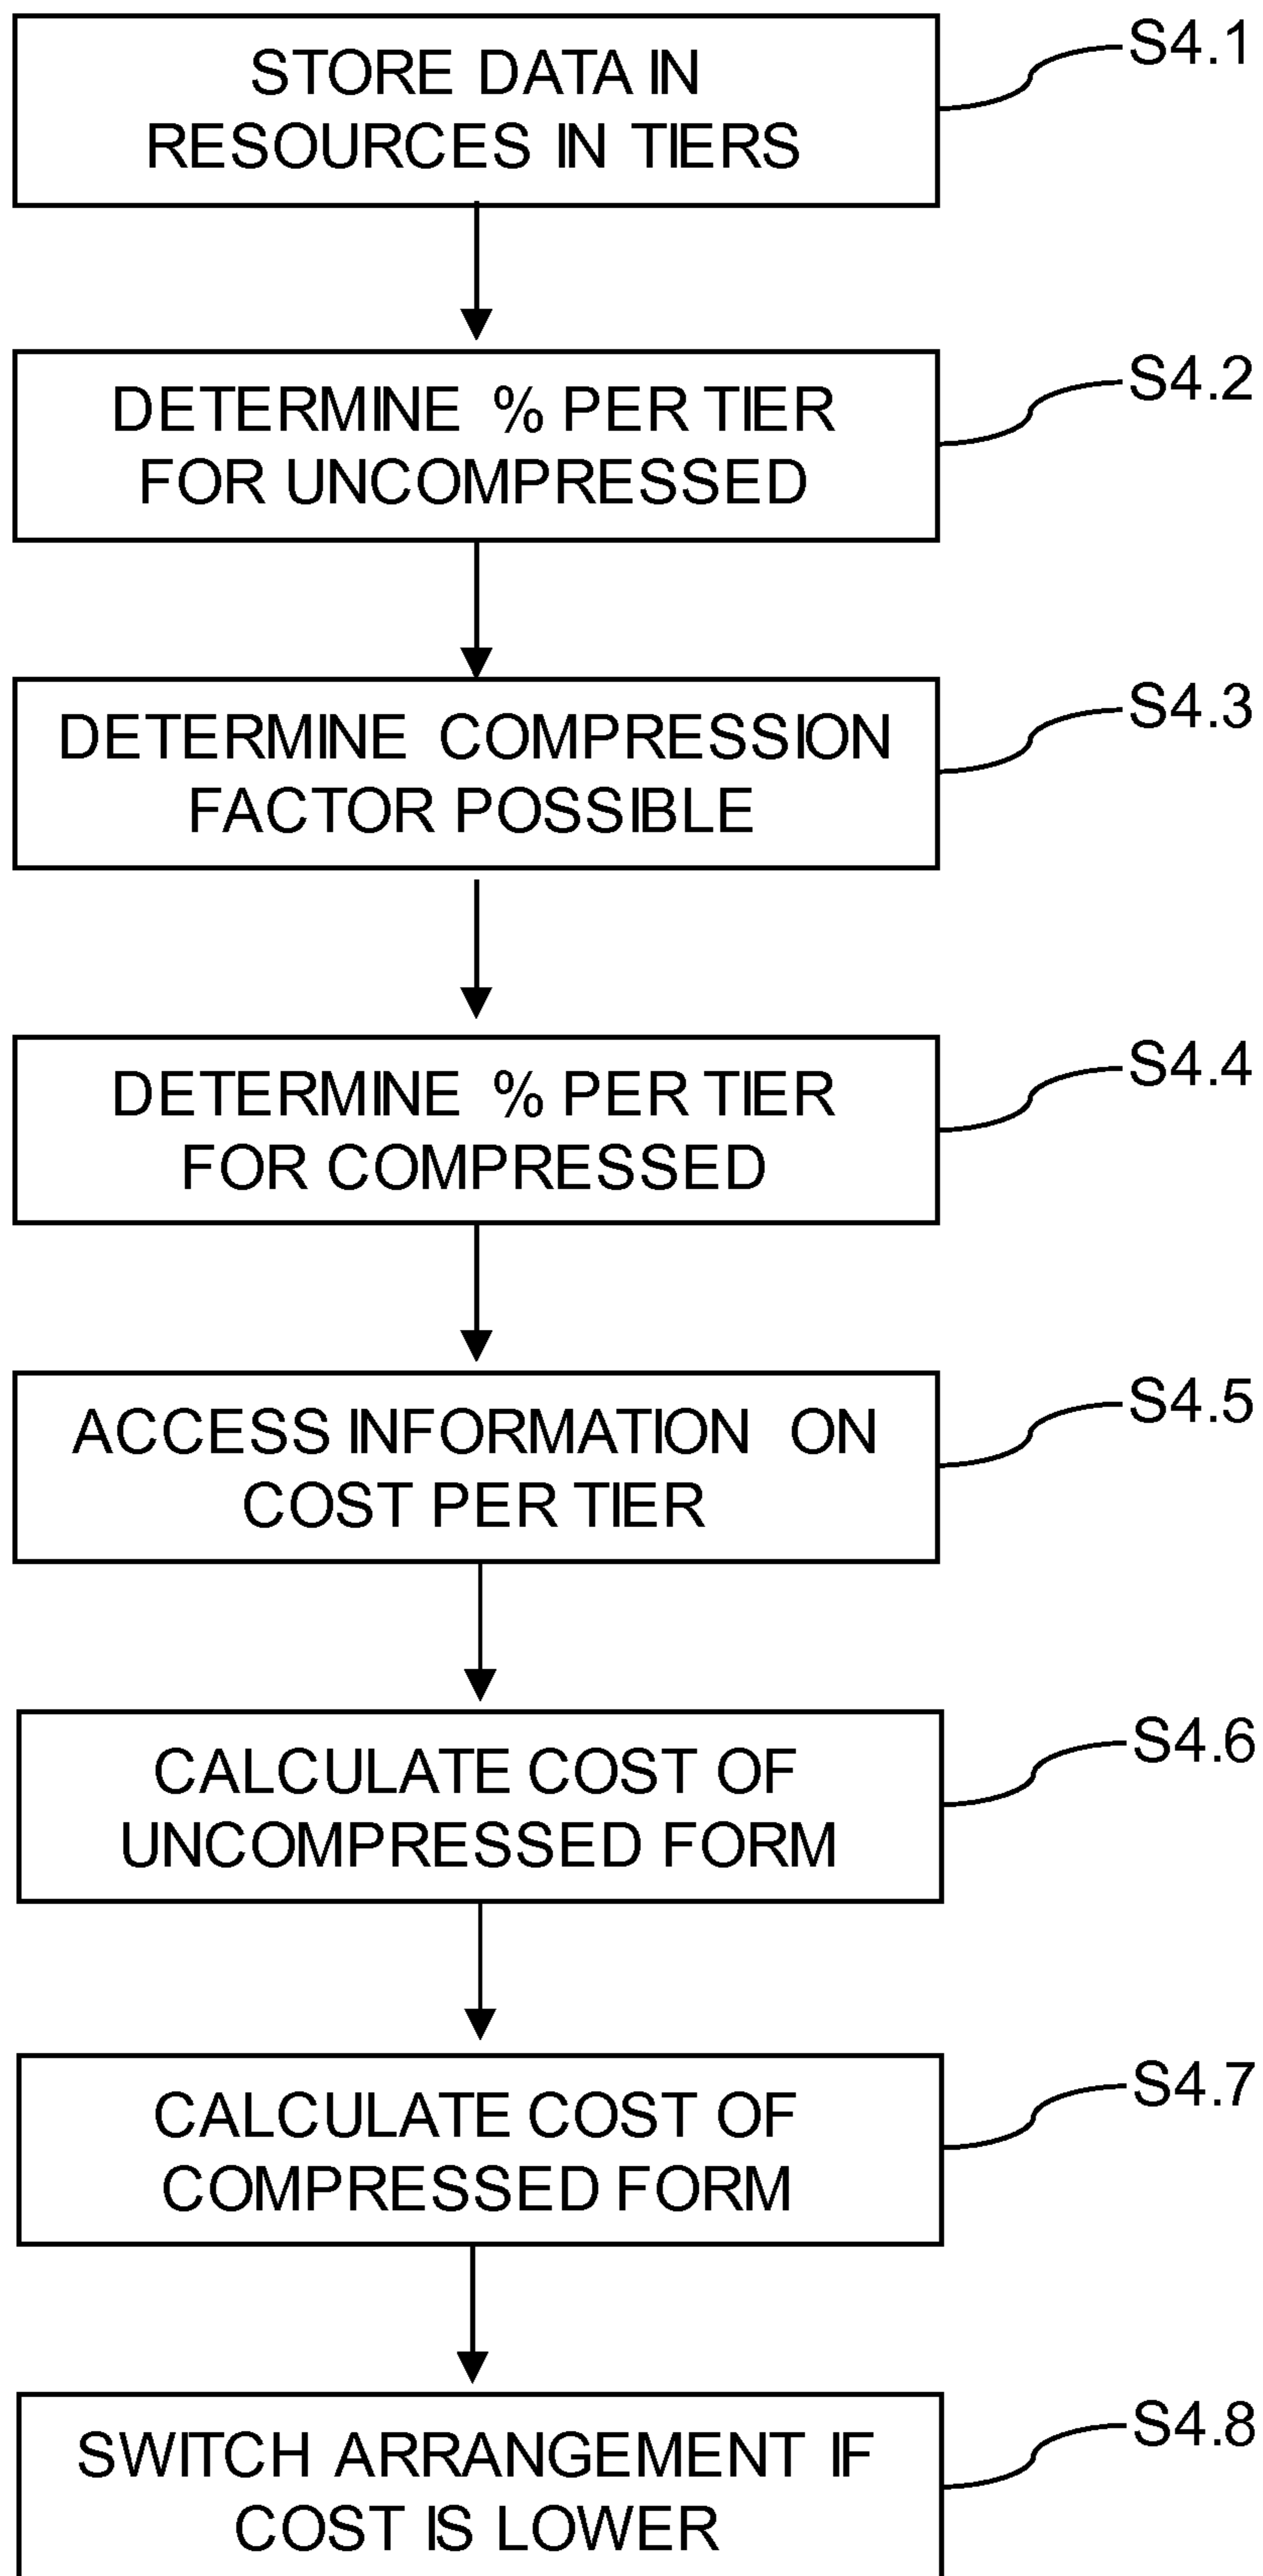 STORE DATA IN
RESOURCES IN TIERS
S4.1
DETERMINE % PER TIER
FOR UNCOMPRESSED
S4.2
DETERMINE COMPRESSION
FACTOR POSSIBLE
S4.3
DETERMINE % PER TIER
FOR COMPRESSED
S4.4
ACCESS INFORMATION ON
COST PER TIER
S4.5
CALCULATE COST OF
UNCOMPRESSED FORM
S4.6
CALCULATE COST OF
COMPRESSED FORM
S4.7
SWITCH ARRANGEMENT IF
COST IS LOWER
S4.8